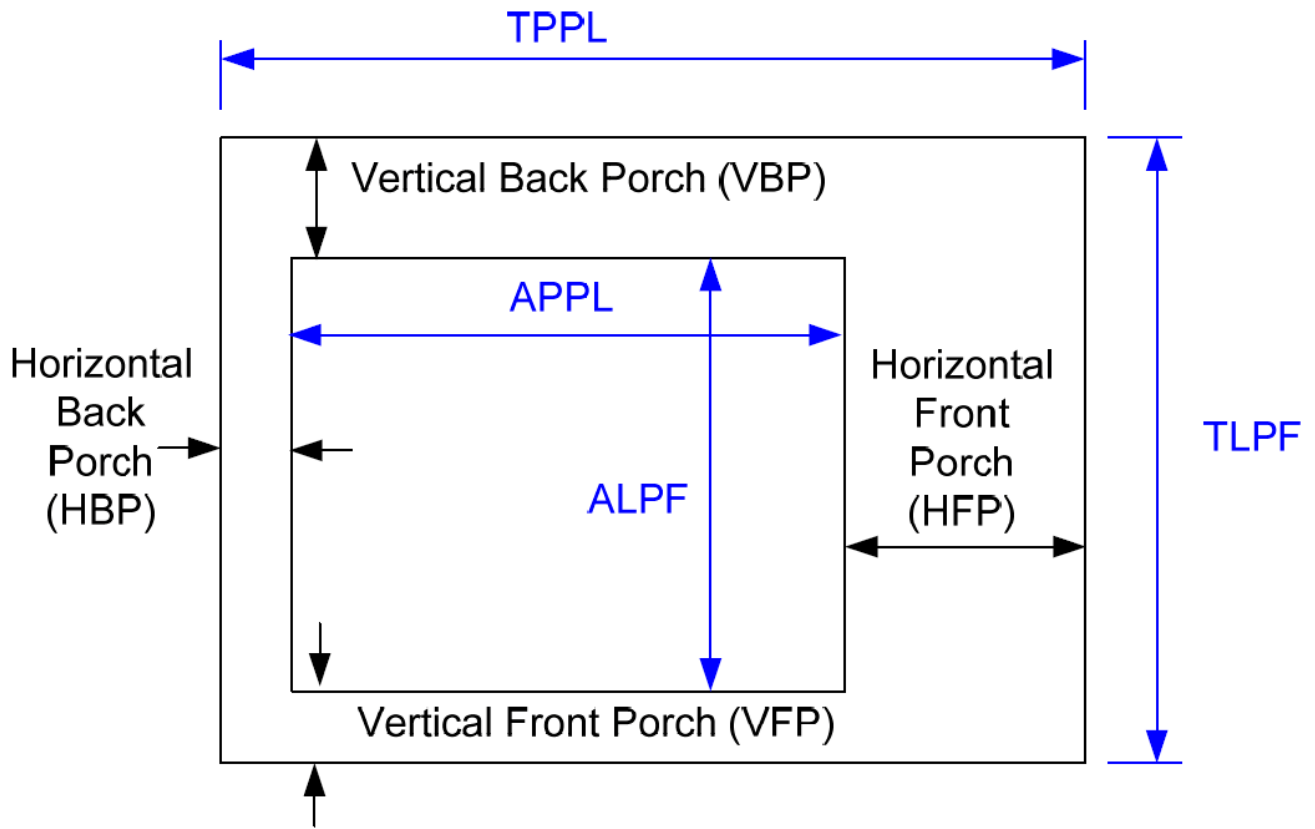 TPPL
Vertical Back Porch (VBP)
APPL
Horizontal
Back
Porch
(HBP)
Horizontal
Front
Porch
(HFP)
TLPF
ALPF
Vertical Front Porch (VFP)